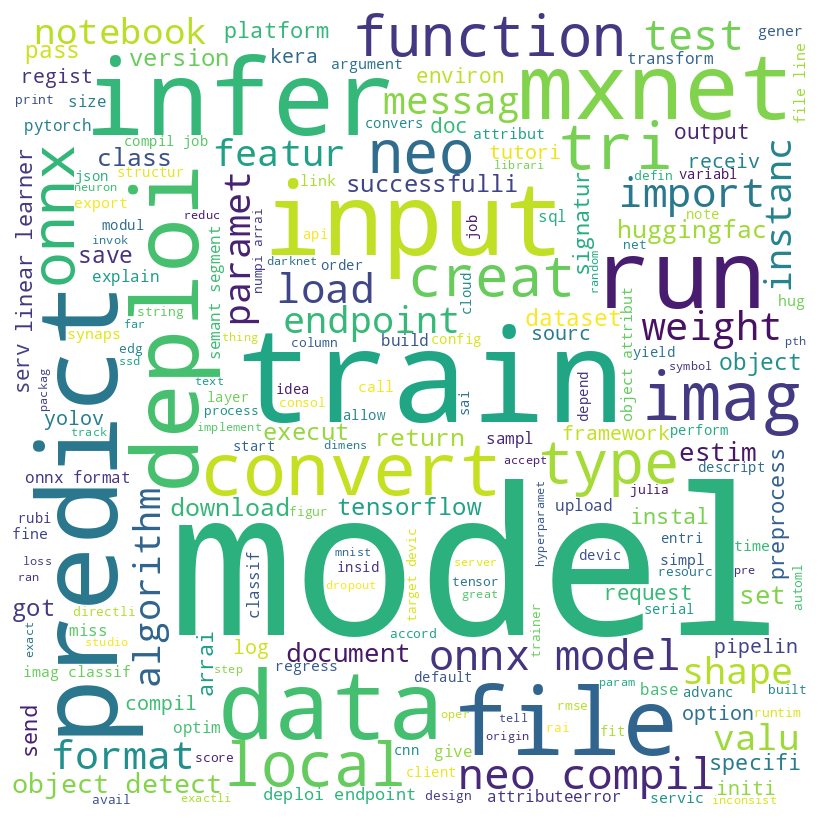 notebook
platform
function
test
gener
pass
version
kera
argument
environ
transform
regist
infer
messag
mxnet
file line
print
size
pytorch
compil job
convers
doc
attribut
tutori
output
class
featur
neo
tri
receiv
json
structur
neuron
link
librari
defin
variabl
export
successfulli
import
instanc
onnx
deploi
paramet
input
job
sql
signatur
note
modul
reduc
api
huggingfac
net
save
invok
numpi arrai
darknet
order
creat
random
explain
load
cloud
run
hug
serv linear learner
string
semant segment
endpoint
dataset
synaps
far
thing
column
build
config
sourc
weight
pth
edg
ssd
train
yield
symbol
object
packag
text
idea
call
object attribut
layer
imag
yolov
process
consol
allow
sai
depend
track
implement
execut
return
sampl
framework
perform
start
dimens
estim
predict
convert
accept
type
descript
onnx format
julia
download
figur
tensorflow
upload
instal
preprocess
rubi
fine
algorithm
model
hyperparamet
entri
time
loss
mnist
insid
target devic
server
devic
simpl
ran
classif
dropout
tensor
great
resourc
pre
got
directli
request
set
automl
serial
miss
accord
trainer
exact
studio
log
document
onnx model
pipelin
imag classif
arrai
step
regress
default
shape
param
base
advanc
built
send
compil
data
file
rmse
option
runtim
optim
oper
tell
rai
fit
valu
format
score
local
cnn
give
origin
specifi
object detect
client
neo compil
initi
avail
exactli
deploi endpoint
design
attributeerror
servic
inconsist